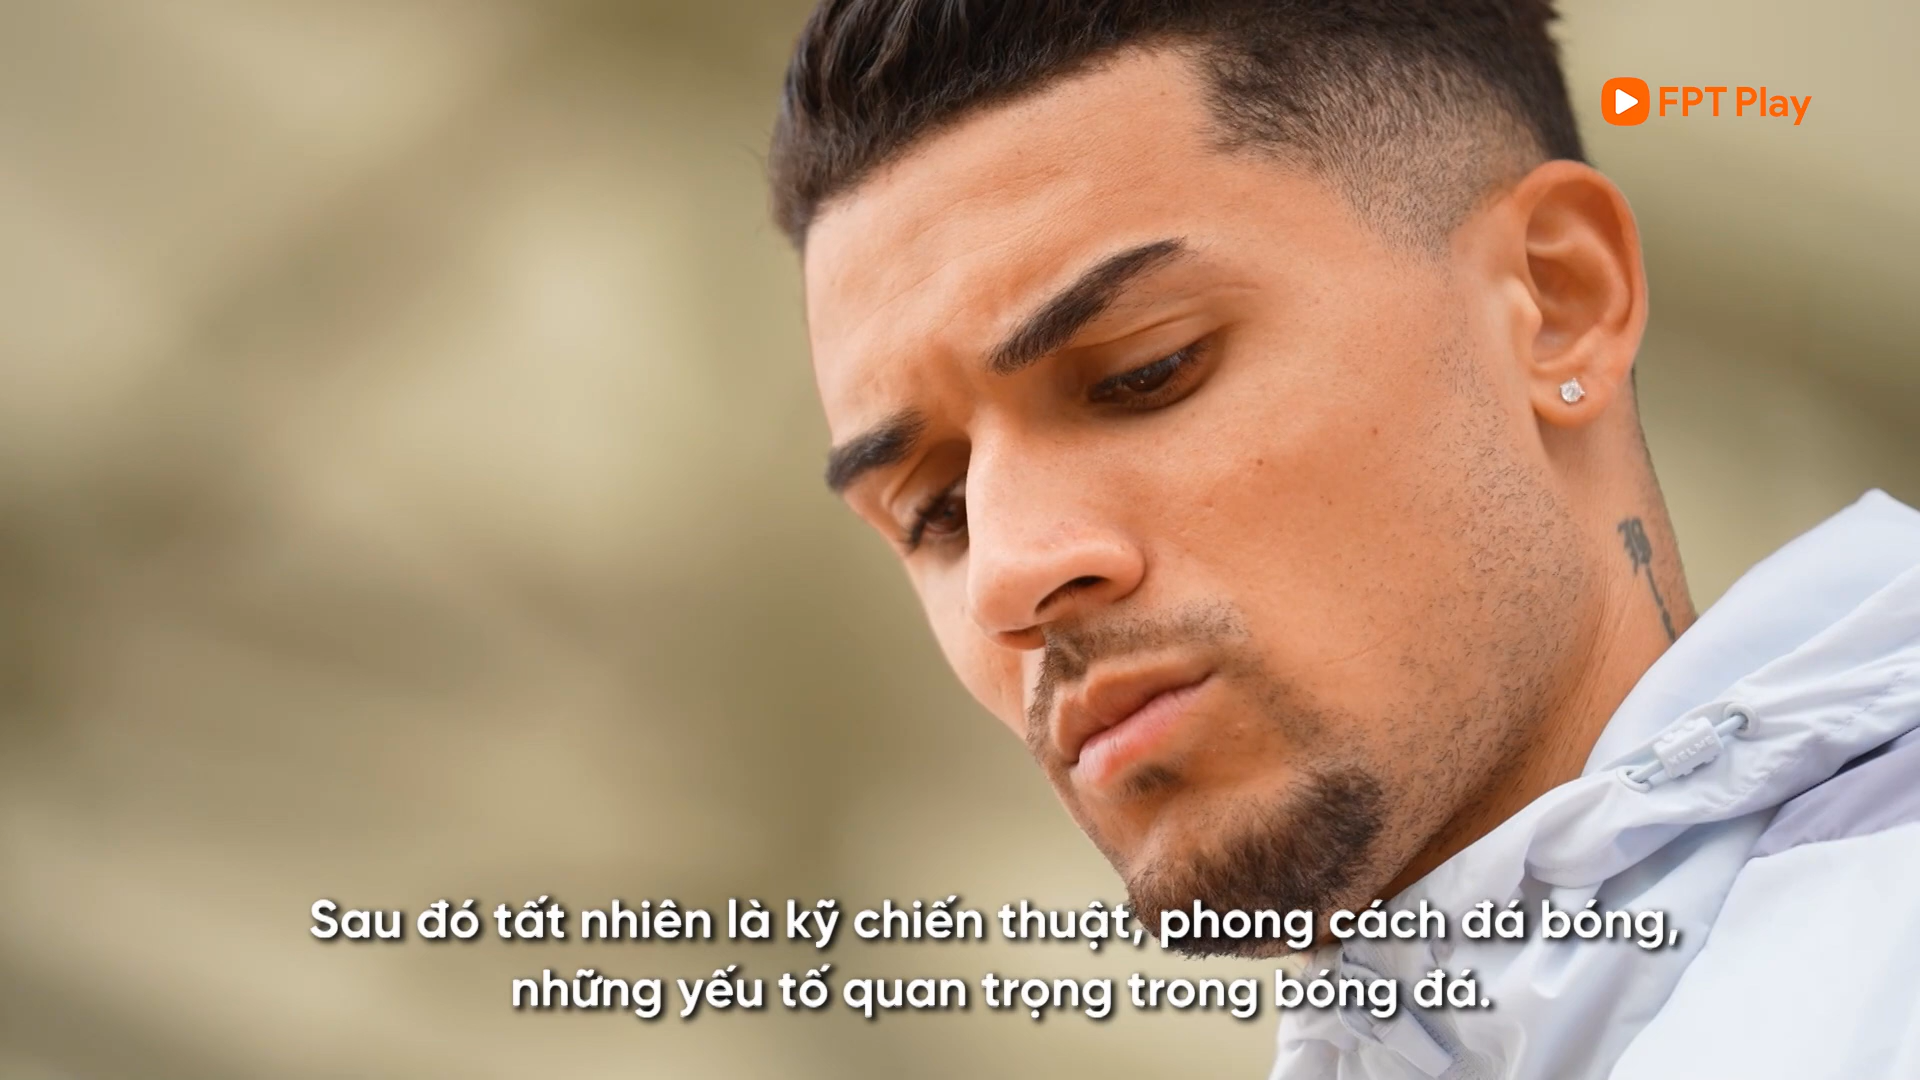 FPT Play
Sau đó tất nhiên là kỹ chiến thuật, phong cách đá bóng,
những yếu tố quan trọng trong bóng đá.